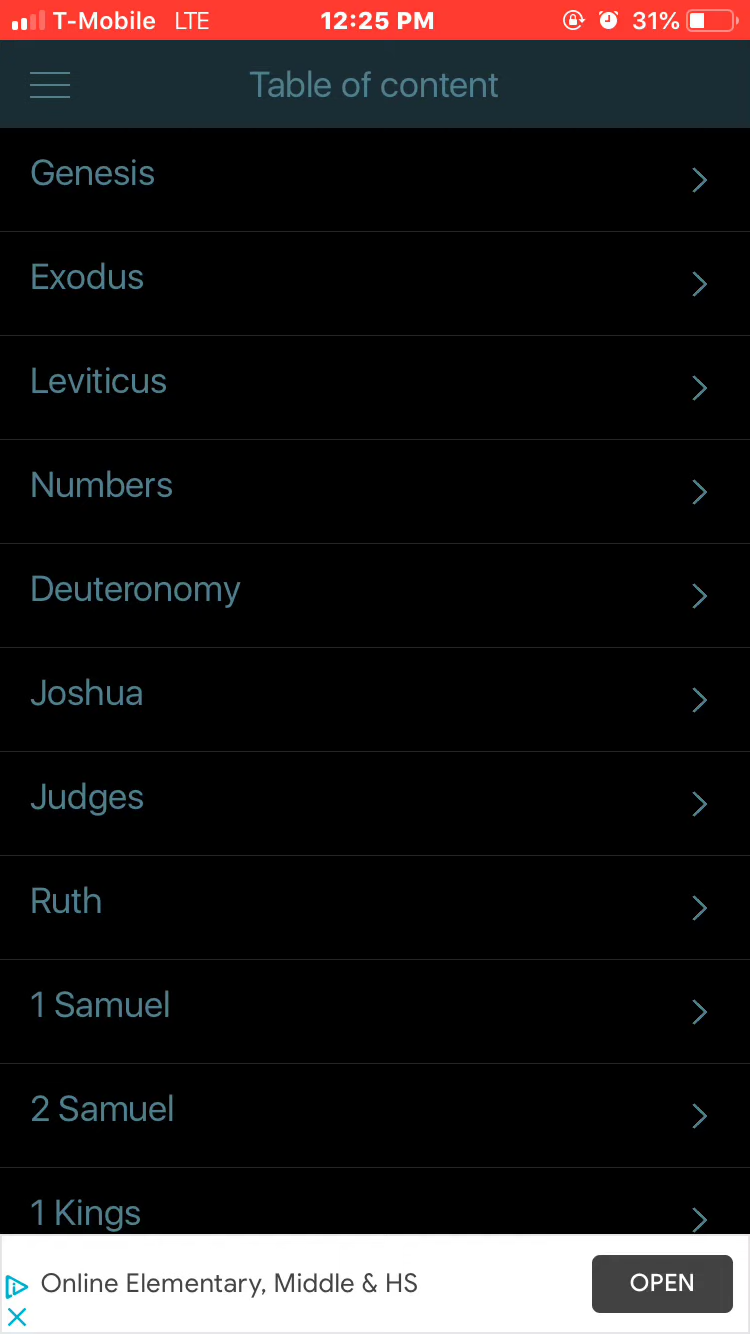 T-Mobile LTE 12:25 PM 31%
Table of content
Genesis
Exodus
Leviticus
Numbers
Deuteronomy
Joshua
Judges
Ruth
1 Samuel
2 Samuel
1 Kings
Online Elementary, Middle & HS
OPEN